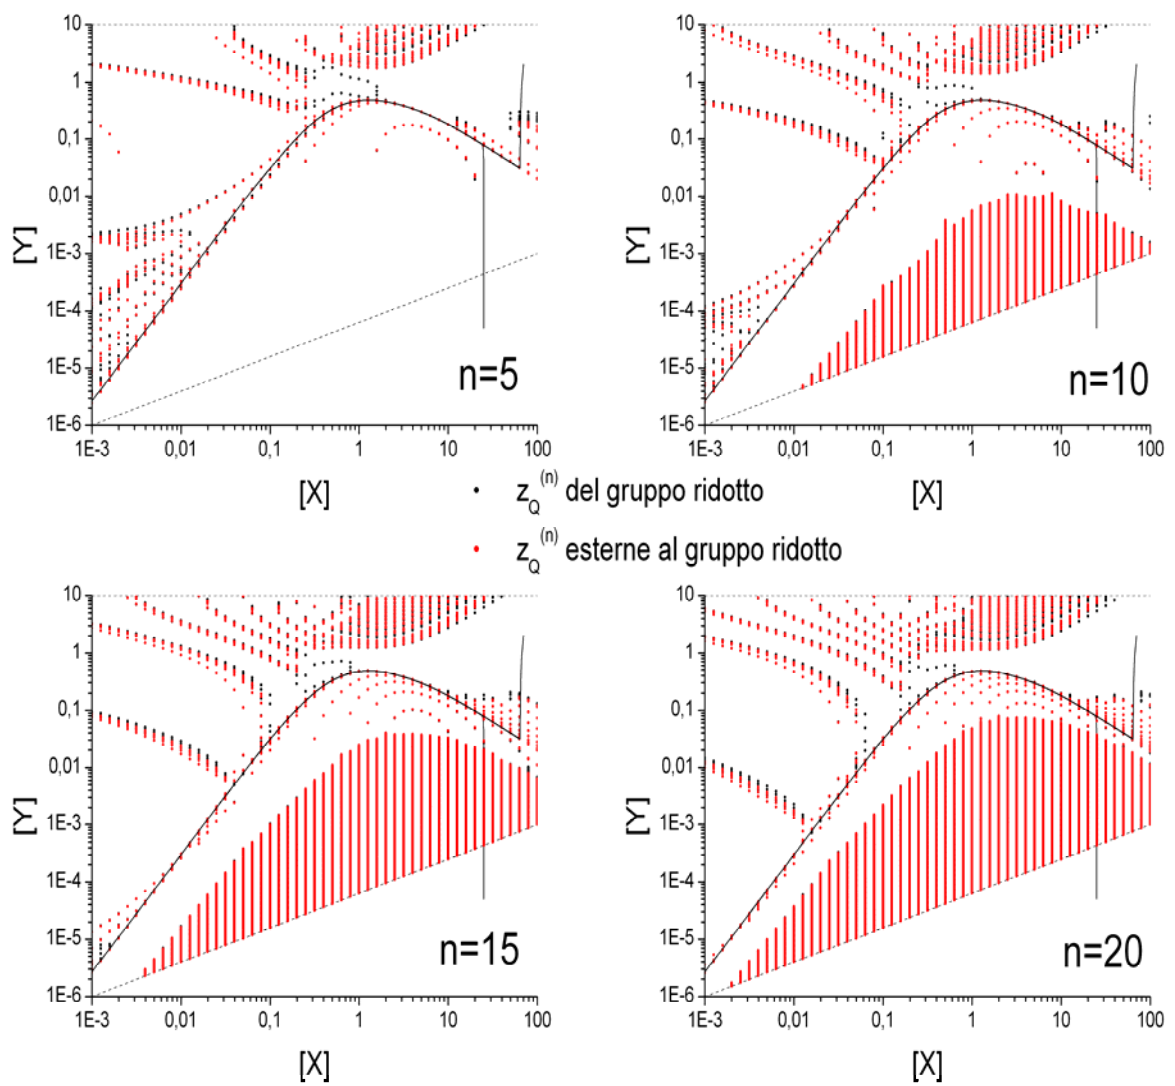 10
1
0,1
0,01
1E-3
1E-4
1E-5
1E-6
[Y]
n=5
1E-3 0,01 0,1 1 10 100
[X]
10
1
0,1
0,01
1E-3
1E-4
1E-5
1E-6
[Y]
n=10
1E-3 0,01 0,1 1 10 100
[X]
z_Q^(n) del gruppo ridotto
z_Q^(n) esterne al gruppo ridotto
10
1
0,1
0,01
1E-3
1E-4
1E-5
1E-6
[Y]
n=15
1E-3 0,01 0,1 1 10 100
[X]
10
1
0,1
0,01
1E-3
1E-4
1E-5
1E-6
[Y]
n=20
1E-3 0,01 0,1 1 10 100
[X]